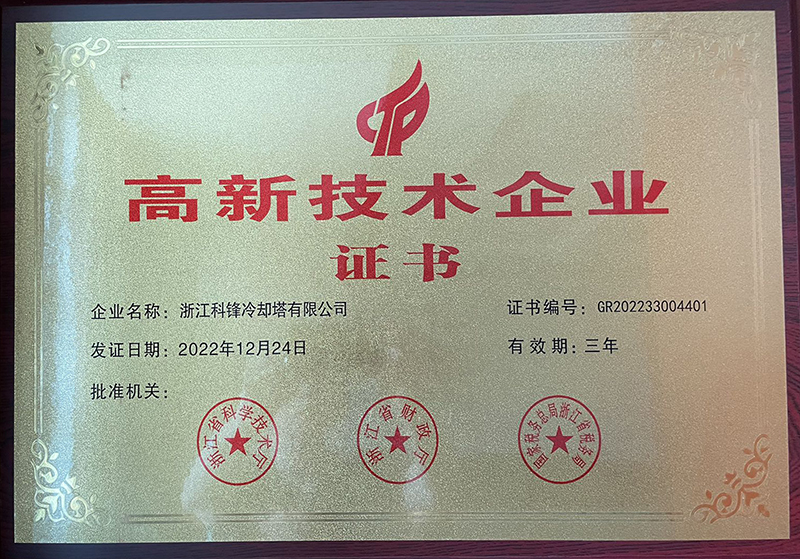 高新技术企业
证书
企业名称：浙江科锋冷却塔有限公司 证书编号：GR202233004401
发证日期：2022年12月24日 有效期：三年
批准机关：
浙江省科学技术厅
浙江省财政厅
国家税务总局浙江省税务局